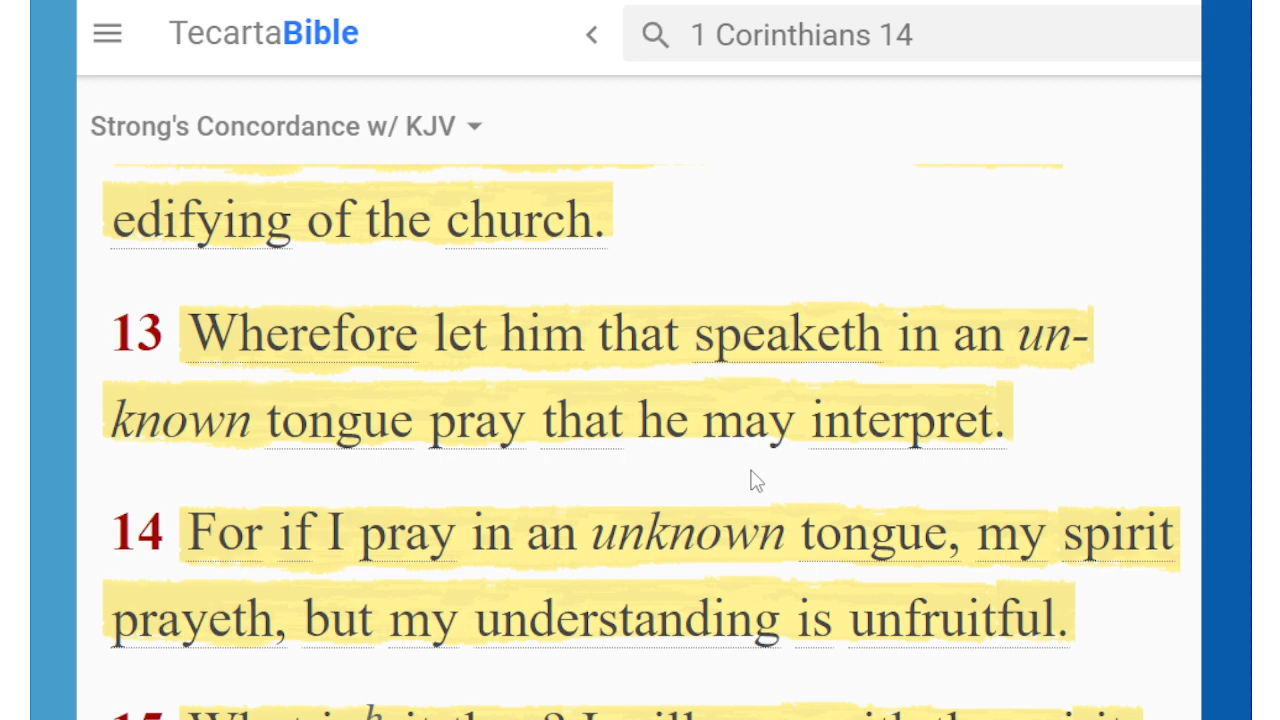 TecartaBible
1 Corinthians 14
Strong's Concordance w/ KJV
edifying of the church.
13 Wherefore let him that speaketh in an un-
known tongue pray that he may interpret.
14 For if I pray in an unknown tongue, my spirit
prayeth, but my understanding is unfruitful.